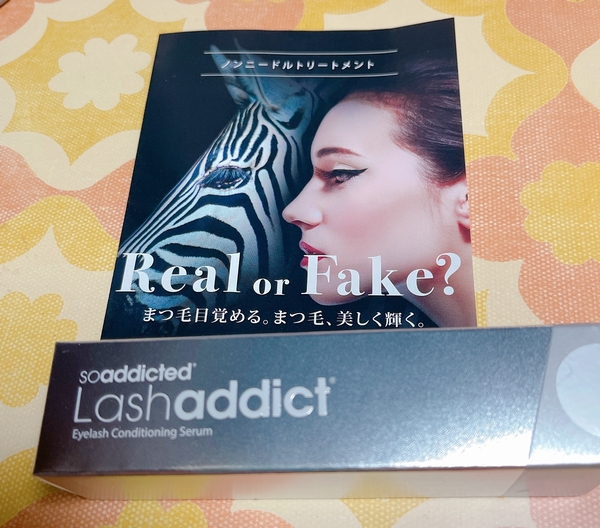 ノンニードルトリートメント
Real or Fake?
まつ毛目覚める。まつ毛、美しく輝く。
soaddicted®
Lashaddict®
Eyelash Conditioning Serum